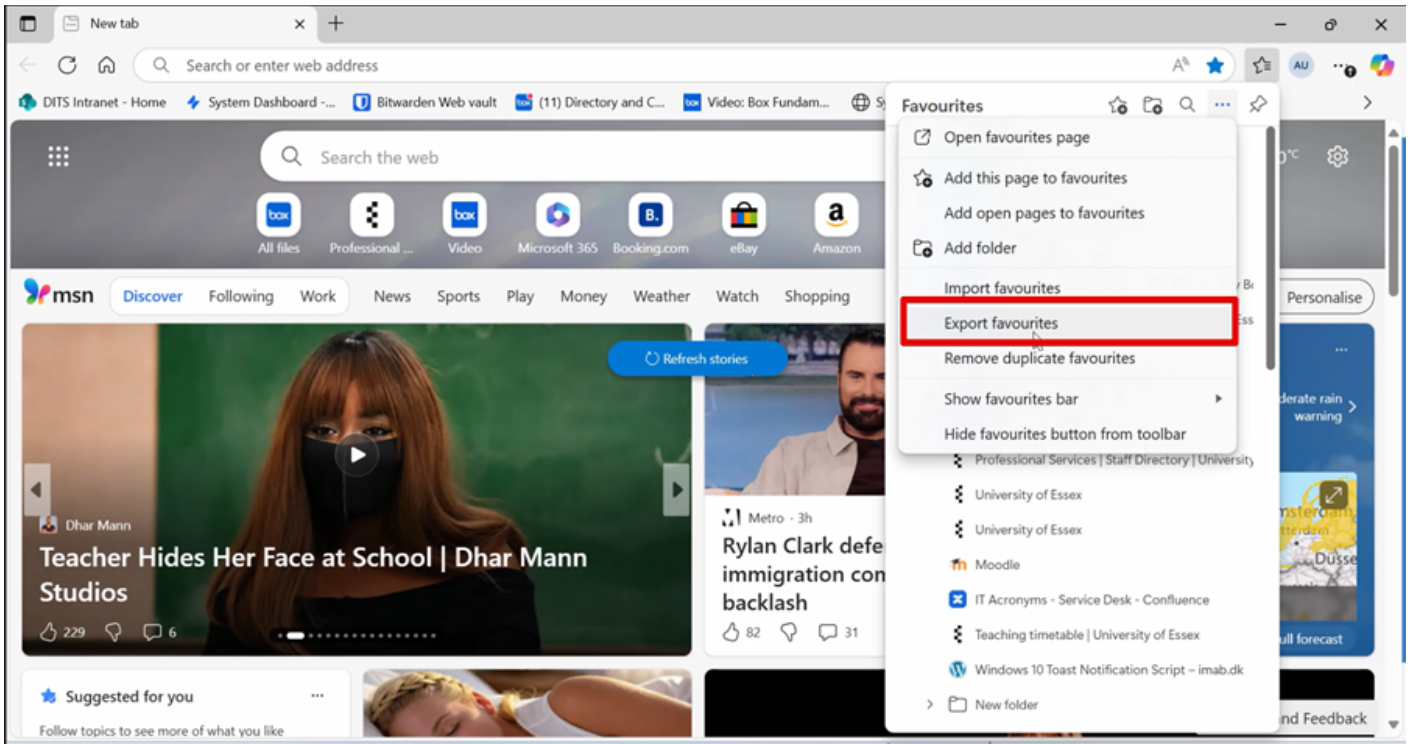 New tab
Search or enter web address
AU
DITS Intranet - Home
System Dashboard -...
Bitwarden Web vault
box
(11) Directory and C...
box
Video: Box Fundam...
S
Favourites
Open favourites page
Add this page to favourites
Add open pages to favourites
Add folder
Import favourites
Export favourites
Remove duplicate favourites
Show favourites bar
Hide favourites button from toolbar
Professional Services | Staff Directory | University
University of Essex
University of Essex
Moodle
IT Acronyms - Service Desk - Confluence
Teaching timetable | University of Essex
Windows 10 Toast Notification Script – imab.dk
New folder
Search the web
°C
box
box
B.
a
All files
Professional ...
Video
Microsoft 365
Booking.com
eBay
Amazon
msn
Discover
Following
Work
News
Sports
Play
Money
Weather
Watch
Shopping
Personalise
Refresh stories
Dhar Mann
Teacher Hides Her Face at School | Dhar Mann
Studios
229
6
Metro · 3h
Rylan Clark defe
immigration con
backlash
82
31
derate rain
warning
Dusse
ull forecast
Suggested for you
Follow topics to see more of what you like
nd Feedback